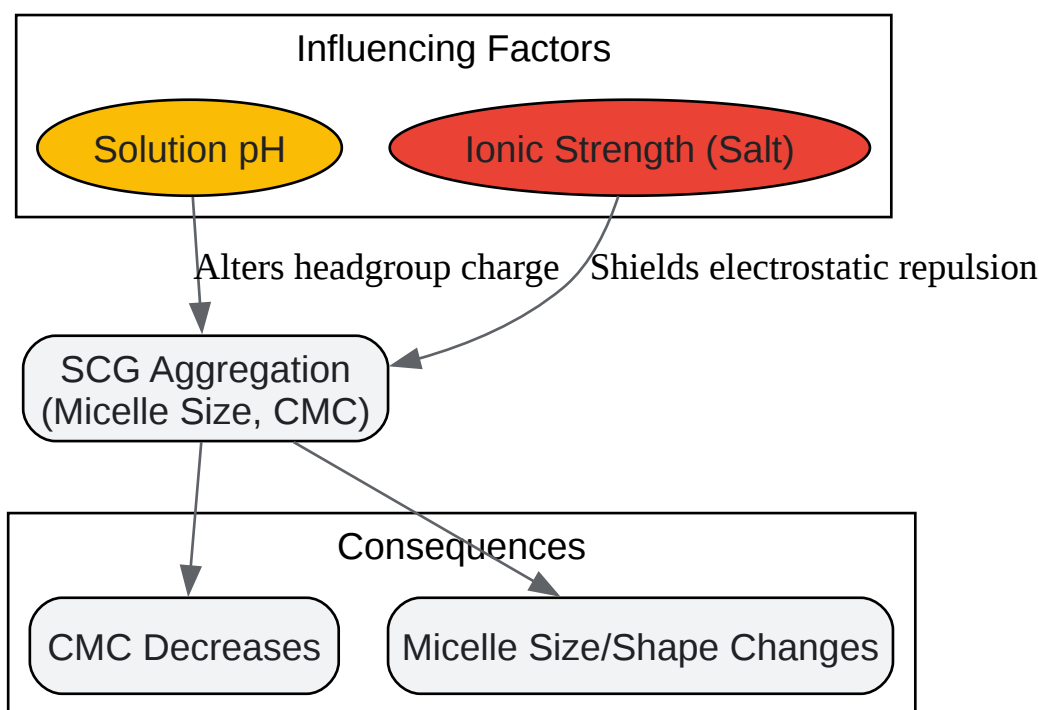 Influencing Factors
Solution pH
Ionic Strength (Salt)
Alters headgroup charge
Shields electrostatic repulsion
SCG Aggregation
(Micelle Size, CMC)
Consequences
CMC Decreases
Micelle Size/Shape Changes